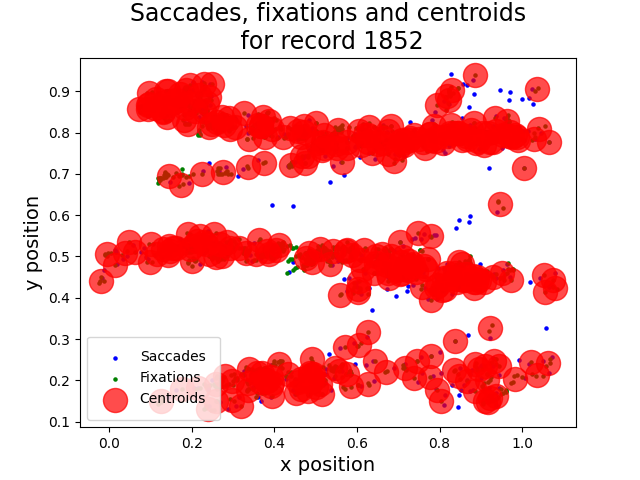 Saccades, fixations and centroids
for record 1852
y position
0.9
0.8
0.7
0.6
0.5
0.4
0.3
0.2
0.1
Saccades
Fixations
Centroids
0.0 0.2 0.4 0.6 0.8 1.0
x position